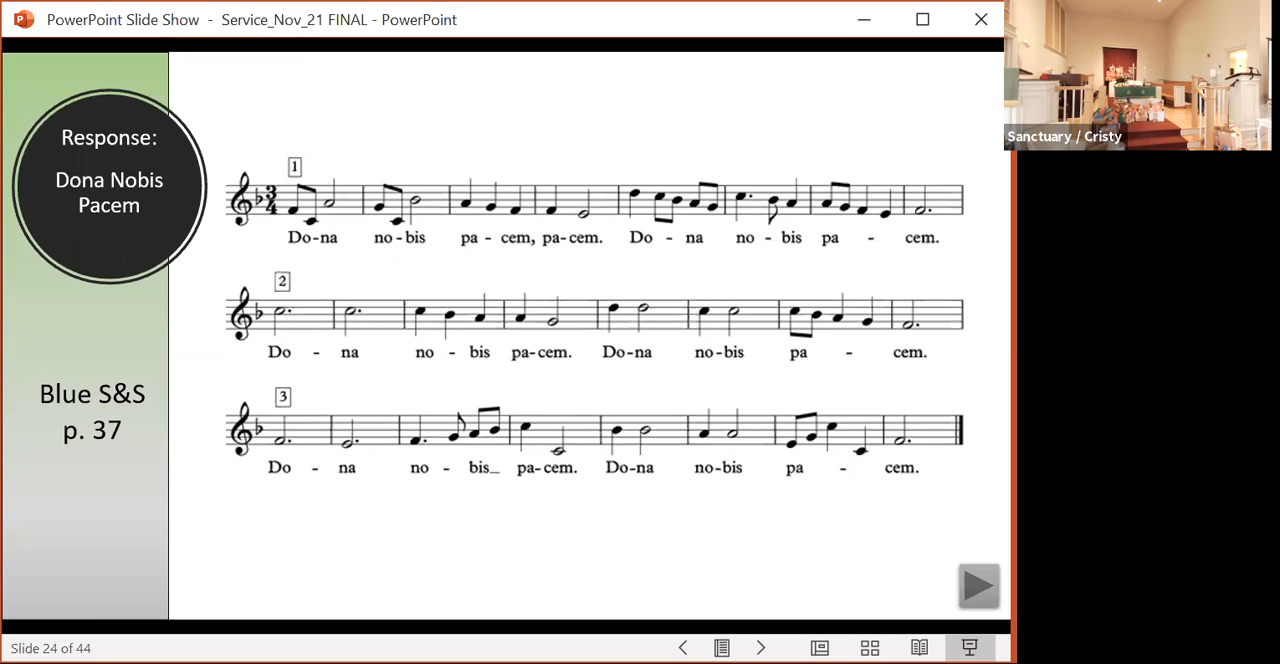 PowerPoint Slide Show - Service_Nov_21 FINAL - PowerPoint
Sanctuary / Cristy
Response:
Dona Nobis
Pacem
Blue S&S
p. 37
1
3
4
Do-na no-bis pa - cem, pa-cem. Do - na no - bis pa - cem.
2
Do - na no - bis pa-cem. Do-na no-bis pa - cem.
3
Do - na no - bis_ pa-cem. Do-na no-bis pa - cem.
Slide 24 of 44